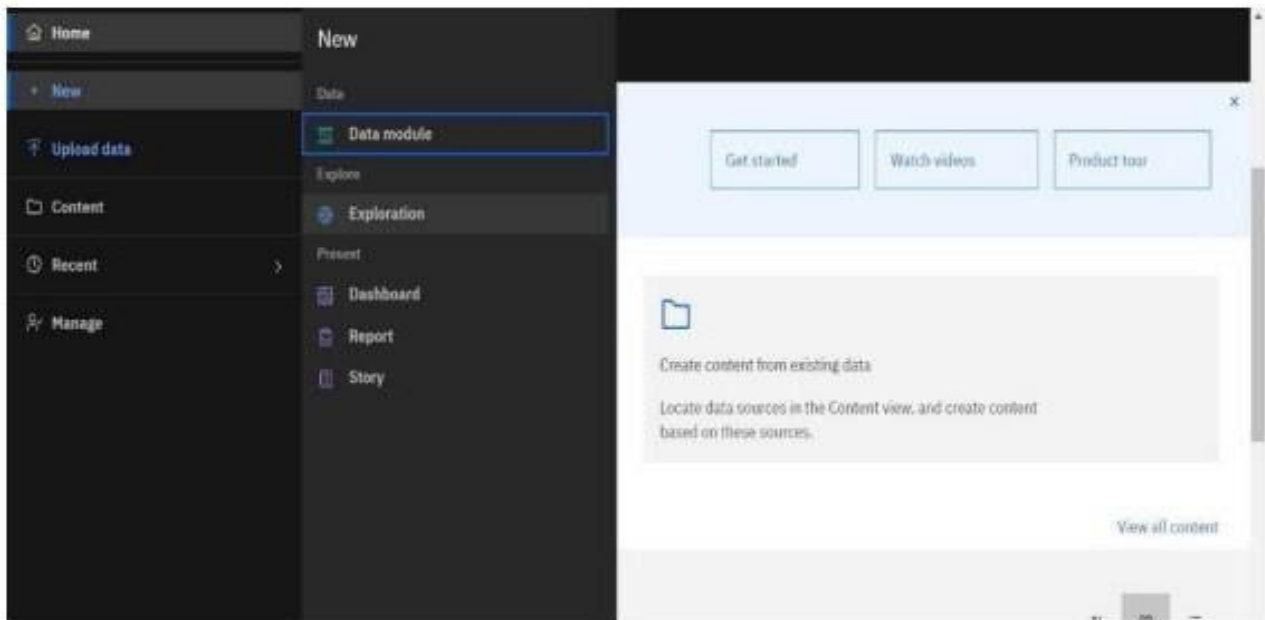 Home
New
Upload data
Content
Recent
Manage
New
Data
Data module
Explore
Exploration
Present
Dashboard
Report
Story
Get started
Watch videos
Product tour
Create content from existing data
Locate data sources in the Content view, and create content
based on these sources.
View all content